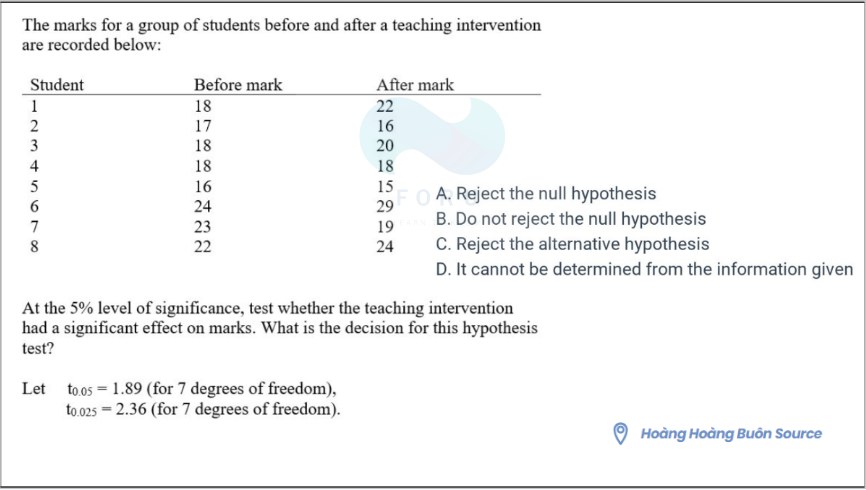 The marks for a group of students before and after a teaching intervention
are recorded below:
Student Before mark After mark
1 18 22
2 17 16
3 18 20
4 18 18
5 16 15
6 24 29
7 23 19
8 22 24
A. Reject the null hypothesis
B. Do not reject the null hypothesis
C. Reject the alternative hypothesis
D. It cannot be determined from the information given
At the 5% level of significance, test whether the teaching intervention
had a significant effect on marks. What is the decision for this hypothesis
test?
Let t0.05 = 1.89 (for 7 degrees of freedom),
t0.025 = 2.36 (for 7 degrees of freedom).
Hoàng Hoàng Buôn Source